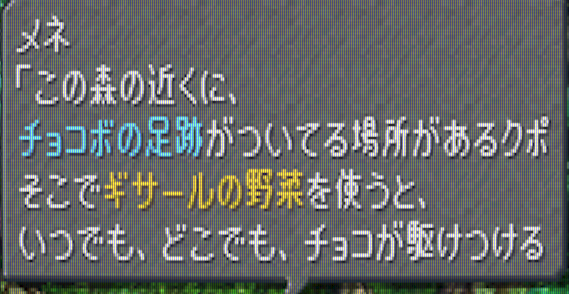 メネ
「この森の近くに、
チョコボの足跡がついてる場所があるクポ
そこでギサールの野菜を使うと、
いつでも、どこでも、チョコが駆けつける